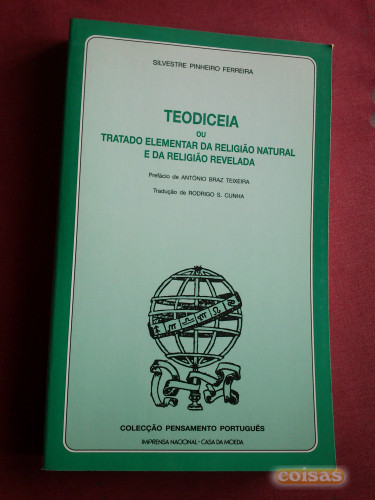 SILVESTRE PINHEIRO FERREIRA
TEODICEIA
OU
TRATADO ELEMENTAR DA RELIGIÃO NATURAL
E DA RELIGIÃO REVELADA
Prefácio de ANTÓNIO BRAZ TEIXEIRA
Tradução de RODRIGO S. CUNHA
COLECÇÃO PENSAMENTO PORTUGUÊS
IMPRENSA NACIONAL - CASA DA MOEDA
coisas